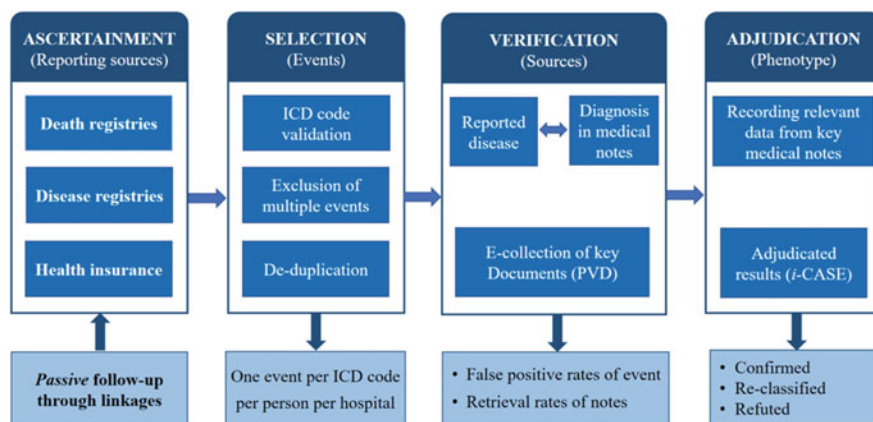 ASCERTAINMENT
(Reporting sources)
Death registries
Disease registries
Health insurance
Passive follow-up
through linkages
SELECTION
(Events)
ICD code
validation
Exclusion of
multiple events
De-duplication
One event per ICD code
per person per hospital
VERIFICATION
(Sources)
Reported
disease
Diagnosis
in medical
notes
E-collection of key
Documents (PVD)
• False positive rates of event
• Retrieval rates of notes
ADJUDICATION
(Phenotype)
Recording relevant
data from key
medical notes
Adjudicated
results (i-CASE)
• Confirmed
• Re-classified
• Refuted